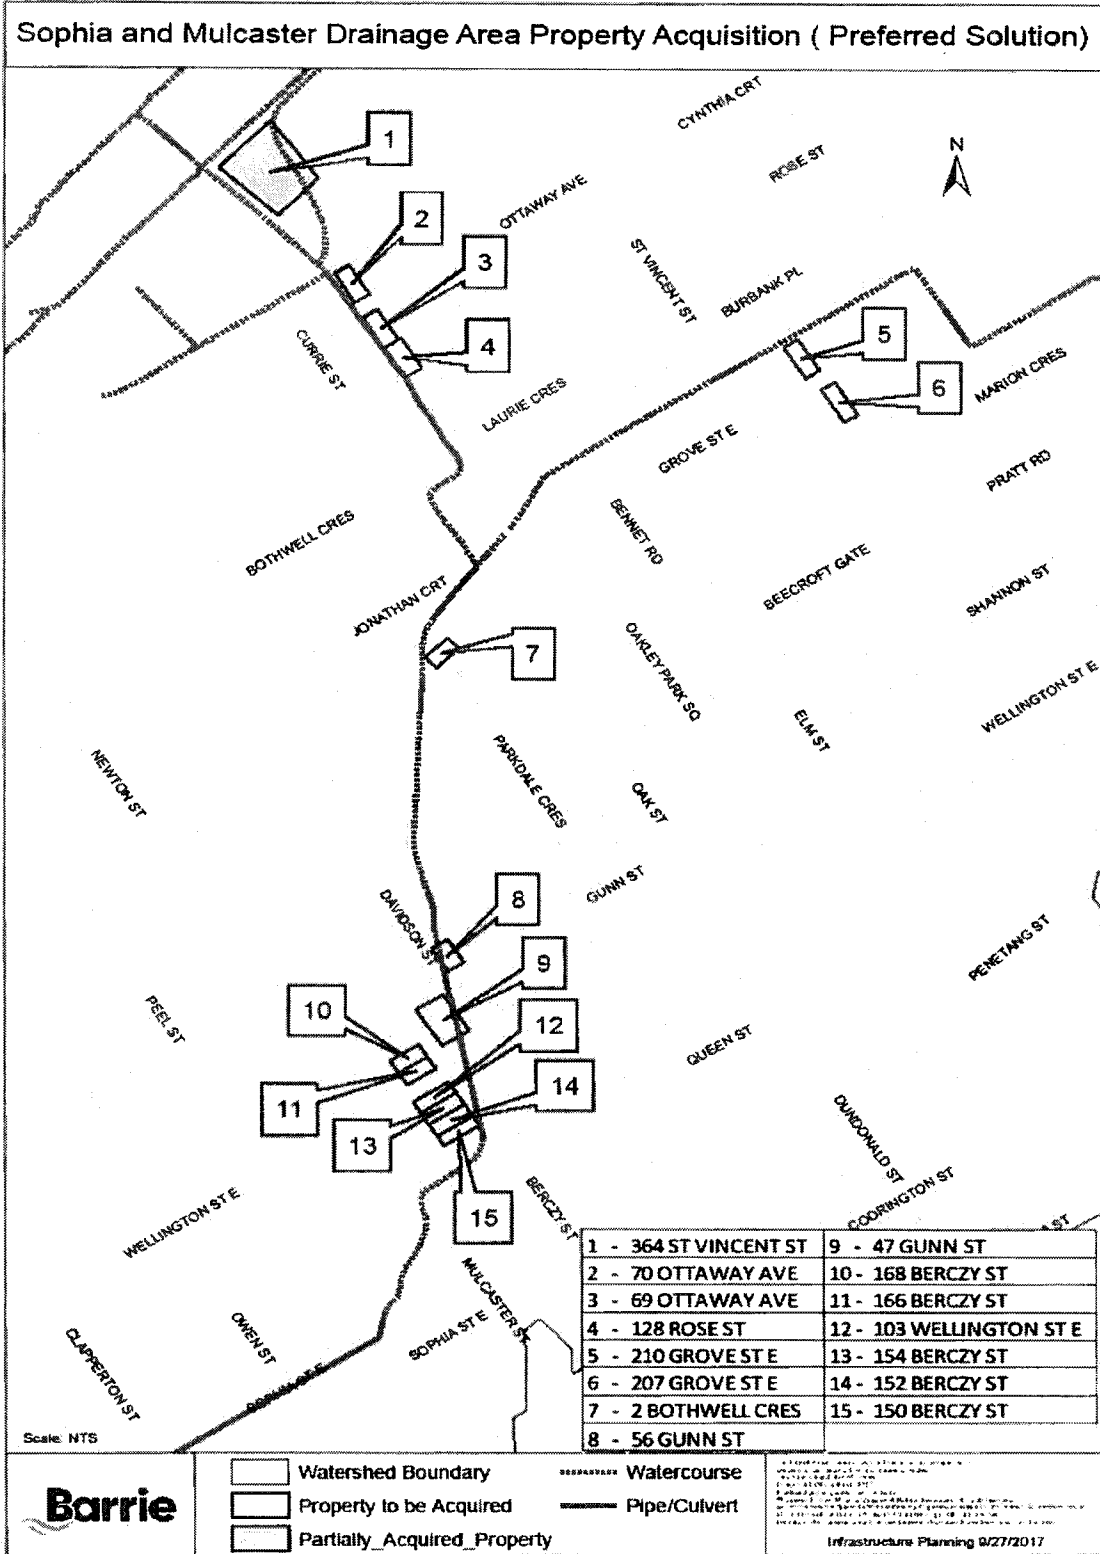 Sophia and Mulcaster Drainage Area Property Acquisition ( Preferred Solution)
CYNTHIA CRT
1
N
ROSE ST
OTTAWAY AVE
2
3
ST VINCENT ST
BURBANK PL
4
CURRIE ST
5
6
MARION CRES
LAURIE CRES
GROVE ST E
PRATT RD
BENNET RD
BOTHWELL CRES
BEECROFT GATE
SHANNON ST
JONATHAN CRT
7
OAKLEY PARK SQ
WELLINGTON ST E
ELM ST
NEWTON ST
PARKDALE CRES
OAK ST
GUNN ST
8
DAVIDSON ST
PENETANG ST
9
PEEL ST
10
12
QUEEN ST
11
14
13
DUNDONALD ST
15
BERCZY ST
CODRINGTON ST
WELLINGTON ST E
ST
MULCASTER ST
OWEN ST
SOPHIA ST E
CLAPPERTON ST
1 - 364 ST VINCENT ST
2 - 70 OTTAWAY AVE
3 - 69 OTTAWAY AVE
4 - 128 ROSE ST
5 - 210 GROVE ST E
6 - 207 GROVE ST E
7 - 2 BOTHWELL CRES
8 - 56 GUNN ST
9 - 47 GUNN ST
10 - 168 BERCZY ST
11 - 166 BERCZY ST
12 - 103 WELLINGTON ST E
13 - 154 BERCZY ST
14 - 152 BERCZY ST
15 - 150 BERCZY ST
Scale: NTS
Barrie
Watershed Boundary
Property to be Acquired
Partially_Acquired_Property
Watercourse
Pipe/Culvert
Infrastructure Planning 9/27/2017